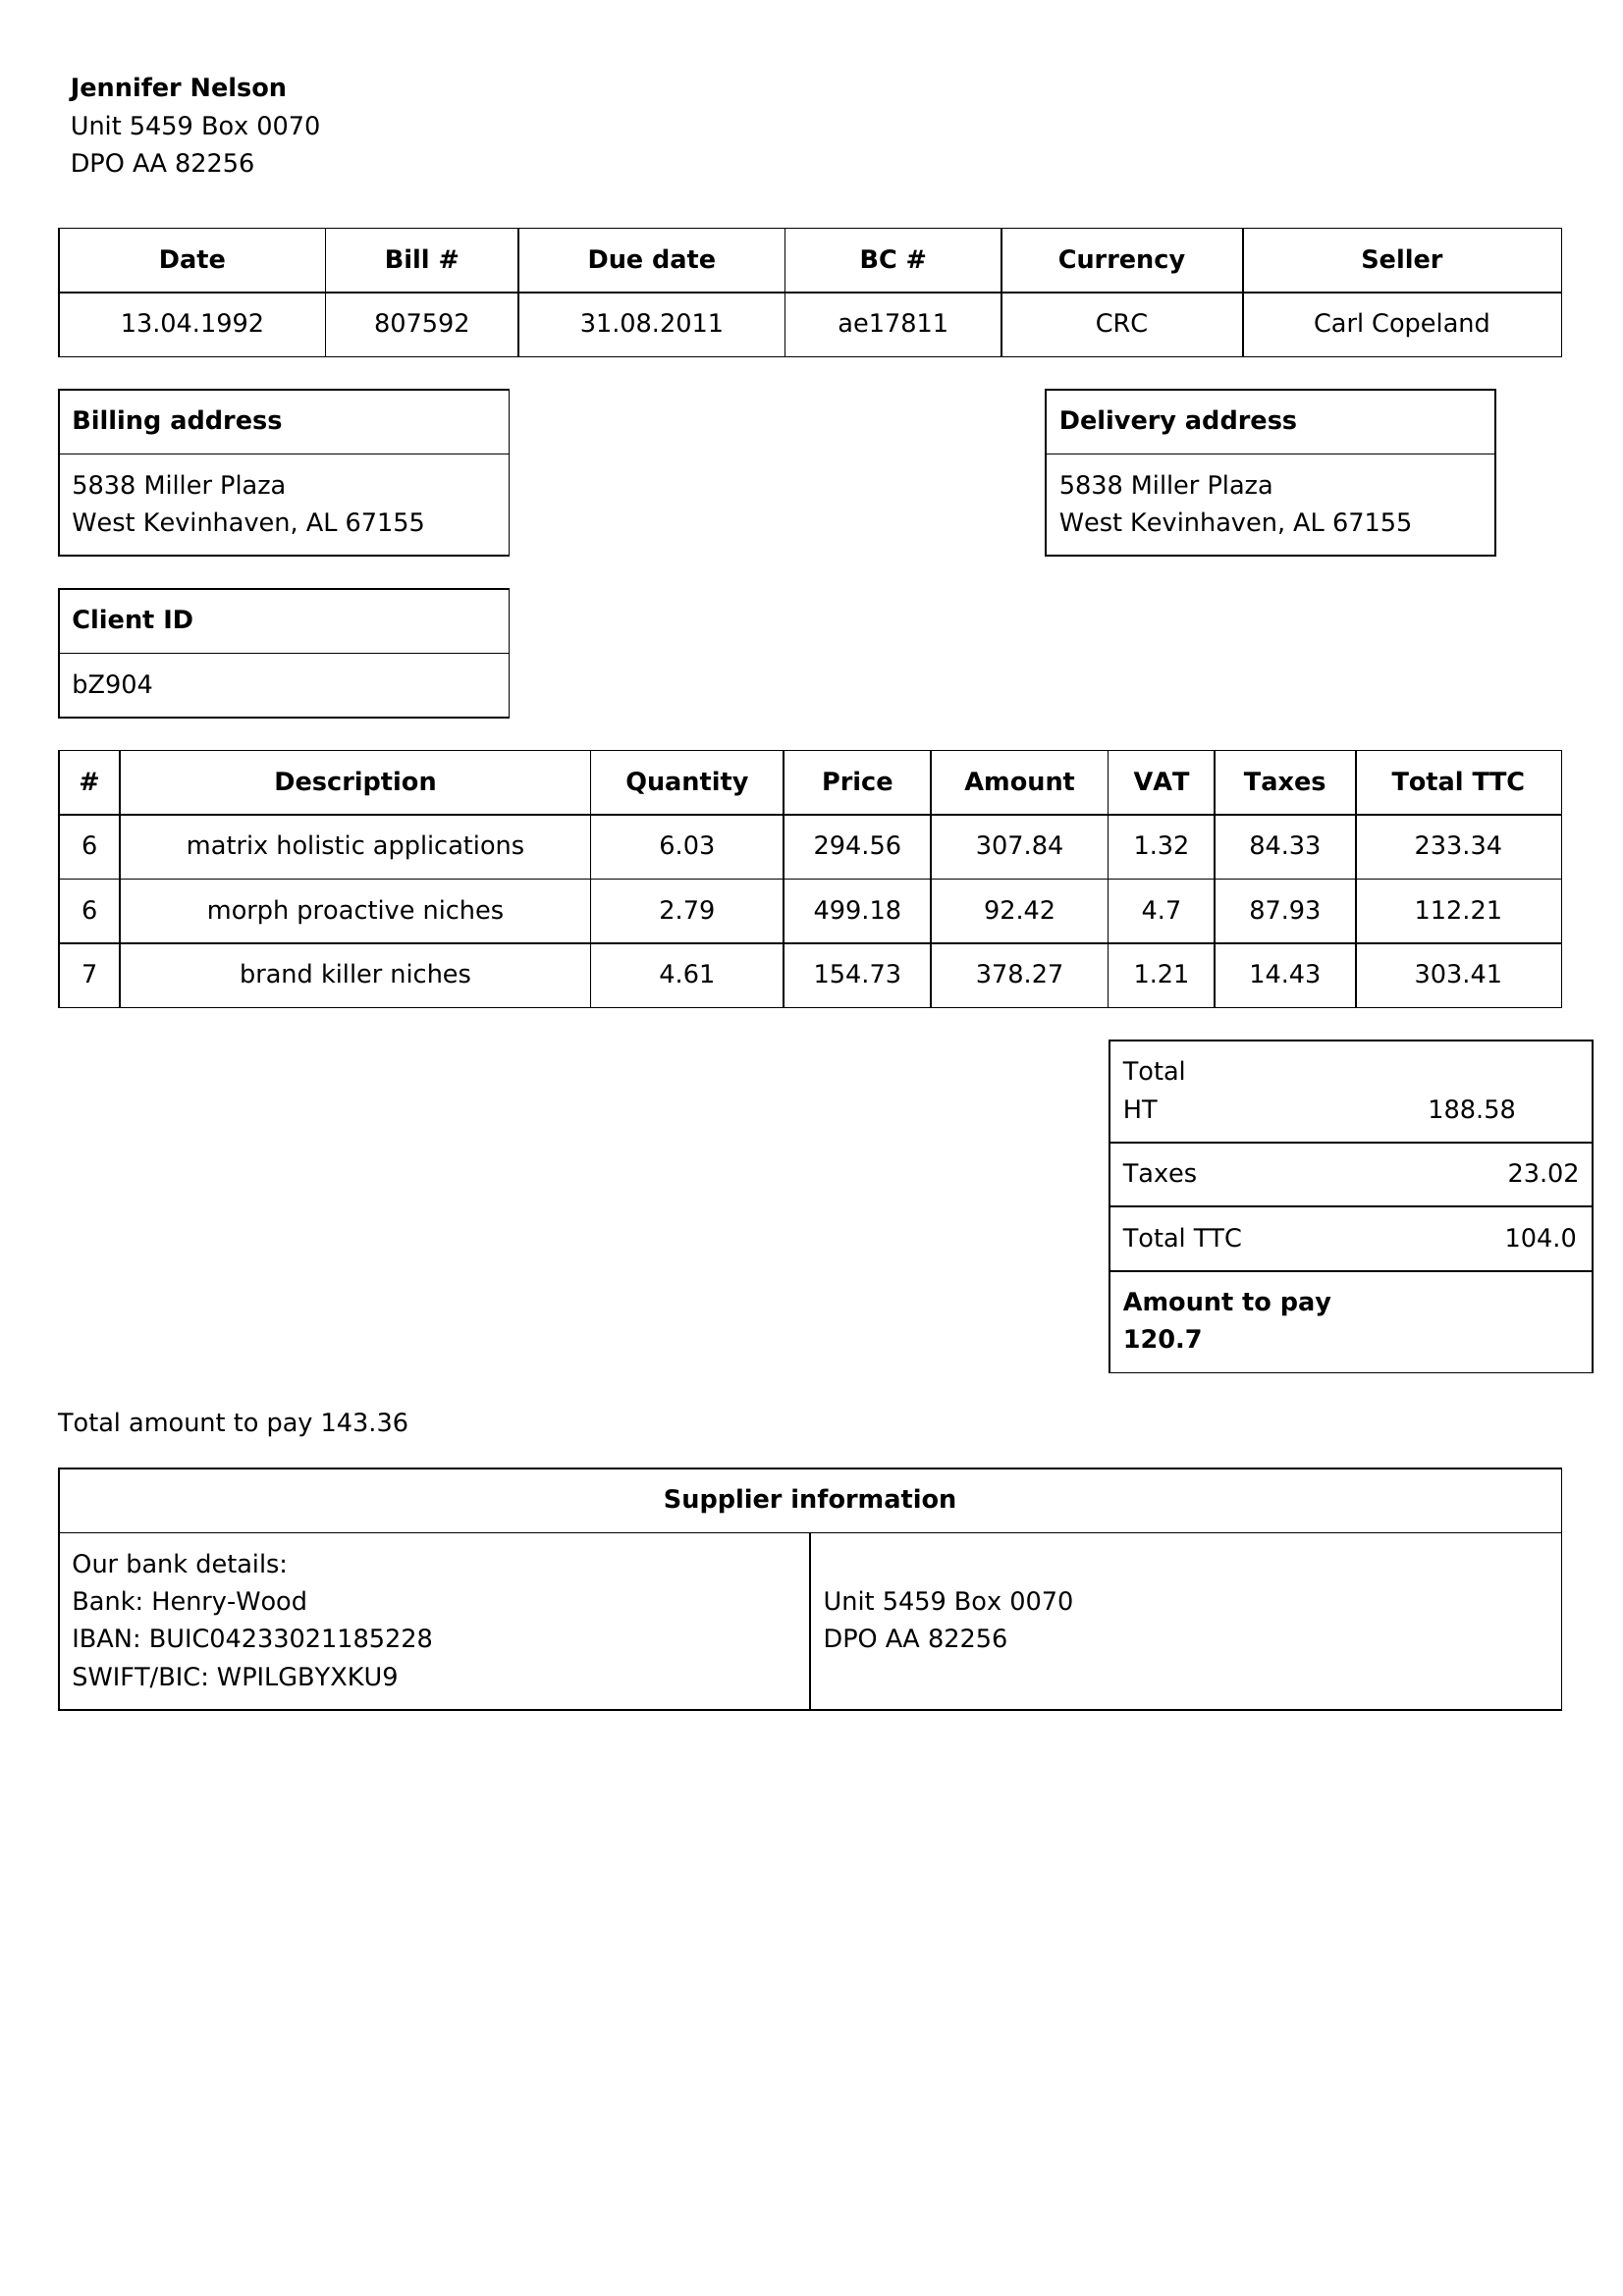 Jennifer Nelson
Unit 5459 Box 0070
DPO AA 82256
Date Bill # Due date BC # Currency Seller
13.04.1992 807592 31.08.2011 ae17811 CRC Carl Copeland
Billing address
5838 Miller Plaza
West Kevinhaven, AL 67155
Delivery address
5838 Miller Plaza
West Kevinhaven, AL 67155
Client ID
bZ904
# Description Quantity Price Amount VAT Taxes Total TTC
6 matrix holistic applications 6.03 294.56 307.84 1.32 84.33 233.34
6 morph proactive niches 2.79 499.18 92.42 4.7 87.93 112.21
7 brand killer niches 4.61 154.73 378.27 1.21 14.43 303.41
Total
HT 188.58
Taxes 23.02
Total TTC 104.0
Amount to pay
120.7
Total amount to pay 143.36
Supplier information
Our bank details:
Bank: Henry-Wood
IBAN: BUIC04233021185228
SWIFT/BIC: WPILGBYXKU9
Unit 5459 Box 0070
DPO AA 82256